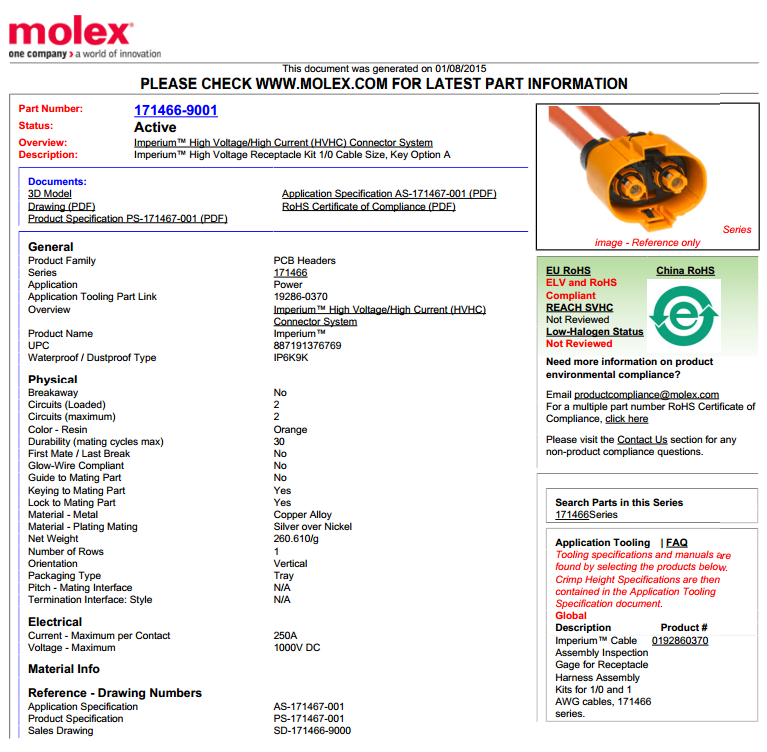 molex
one company > a world of innovation
This document was generated on 01/08/2015
PLEASE CHECK WWW.MOLEX.COM FOR LATEST PART INFORMATION
Part Number: 171466-9001
Status: Active
Overview: Imperium™ High Voltage/High Current (HVHC) Connector System
Description: Imperium™ High Voltage Receptacle Kit 1/0 Cable Size, Key Option A
Documents:
3D Model Application Specification AS-171467-001 (PDF)
Drawing (PDF) RoHS Certificate of Compliance (PDF)
Product Specification PS-171467-001 (PDF)
General
Product Family PCB Headers
Series 171466
Application Power
Application Tooling Part Link 19286-0370
Overview Imperium™ High Voltage/High Current (HVHC)
Connector System
Product Name Imperium™
UPC 887191376769
Waterproof / Dustproof Type IP6K9K
Physical
Breakaway No
Circuits (Loaded) 2
Circuits (maximum) 2
Color - Resin Orange
Durability (mating cycles max) 30
First Mate / Last Break No
Glow-Wire Compliant No
Guide to Mating Part No
Keying to Mating Part Yes
Lock to Mating Part Yes
Material - Metal Copper Alloy
Material - Plating Mating Silver over Nickel
Net Weight 260.610/g
Number of Rows 1
Orientation Vertical
Packaging Type Tray
Pitch - Mating Interface N/A
Termination Interface: Style N/A
Electrical
Current - Maximum per Contact 250A
Voltage - Maximum 1000V DC
Material Info
Reference - Drawing Numbers
Application Specification AS-171467-001
Product Specification PS-171467-001
Sales Drawing SD-171466-9000
Series
image - Reference only
EU RoHS China RoHS
ELV and RoHS
Compliant
REACH SVHC
Not Reviewed
Low-Halogen Status
Not Reviewed
e
Need more information on product
environmental compliance?
Email productcompliance@molex.com
For a multiple part number RoHS Certificate of
Compliance, click here
Please visit the Contact Us section for any
non-product compliance questions.
Search Parts in this Series
171466Series
Application Tooling | FAQ
Tooling specifications and manuals are
found by selecting the products below.
Crimp Height Specifications are then
contained in the Application Tooling
Specification document.
Global
Description Product #
Imperium™ Cable 0192860370
Assembly Inspection
Gage for Receptacle
Harness Assembly
Kits for 1/0 and 1
AWG cables, 171466
series.